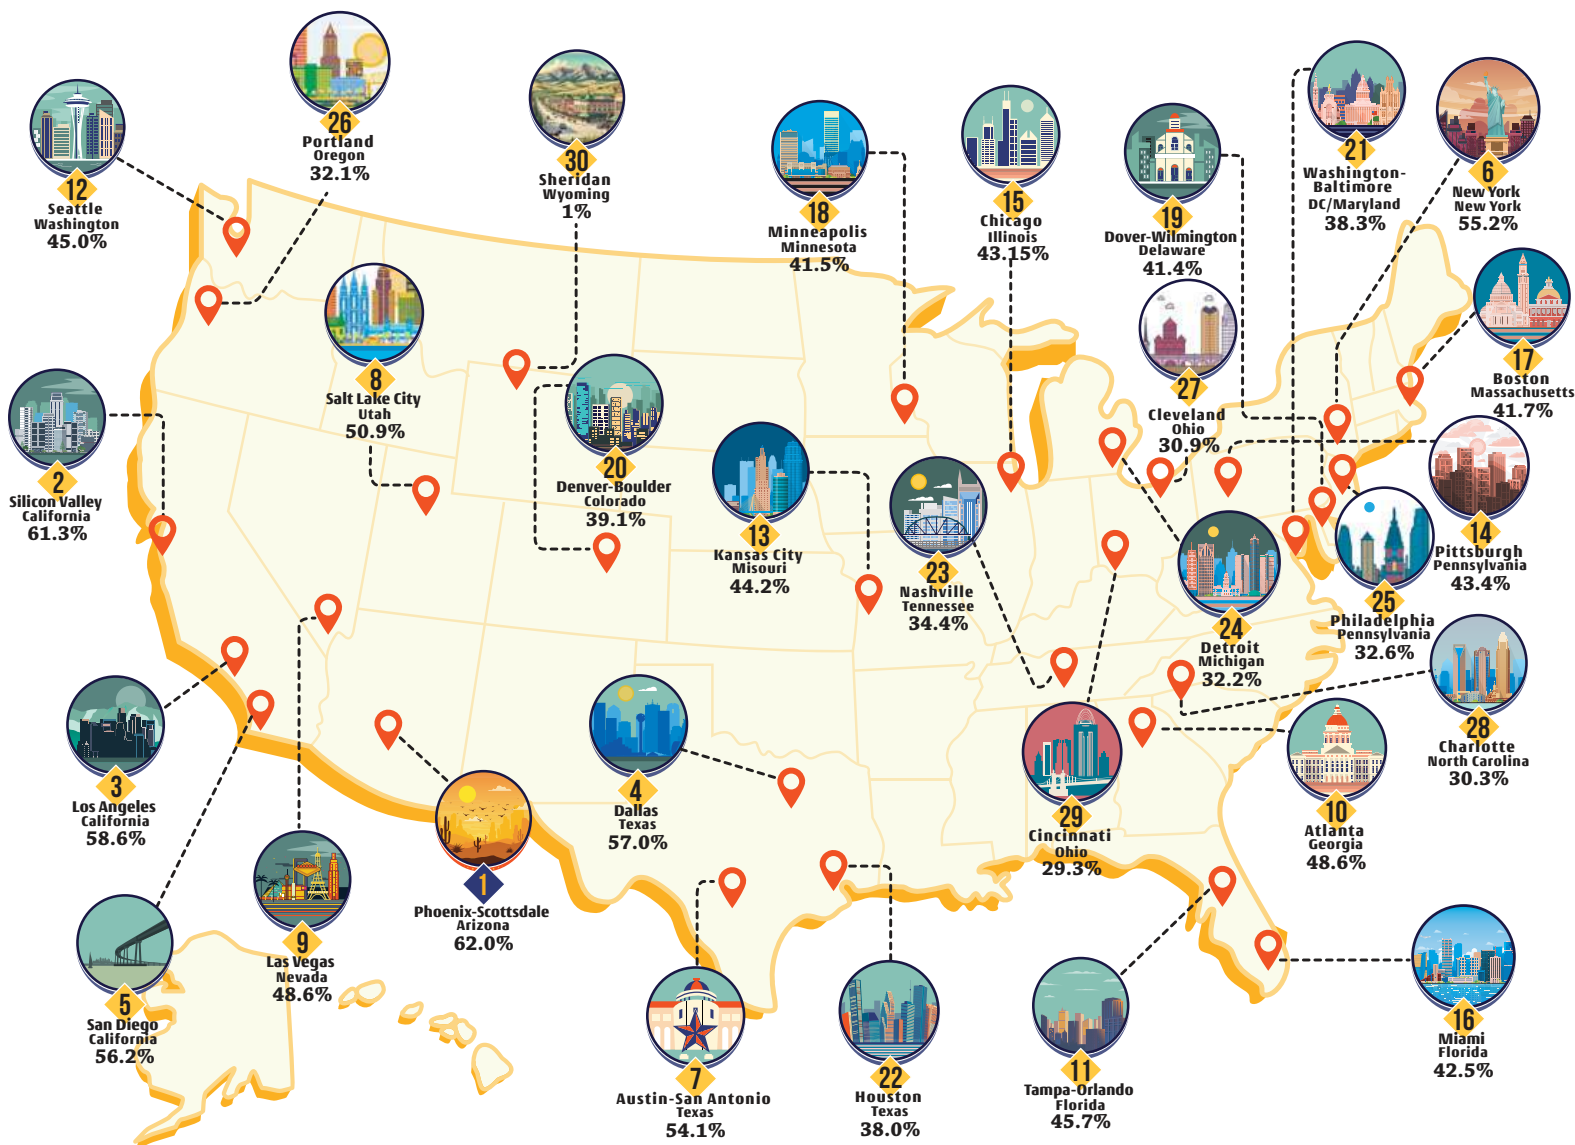 26
Portland
Oregon
32.1%
12
Seattle
Washington
45.0%
30
Sheridan
Wyoming
1%
18
Minneapolis
Minnesota
41.5%
15
Chicago
Illinois
43.15%
19
Dover-Wilmington
Delaware
41.4%
21
Washington-
Baltimore
DC/Maryland
38.3%
6
New York
New York
55.2%
8
Salt Lake City
Utah
50.9%
27
Cleveland
Ohio
30.9%
17
Boston
Massachusetts
41.7%
2
Silicon Valley
California
61.3%
20
Denver-Boulder
Colorado
39.1%
13
Kansas City
Misouri
44.2%
23
Nashville
Tennessee
34.4%
14
Pittsburgh
Pennsylvania
43.4%
25
Philadelphia
Pennsylvania
32.6%
24
Detroit
Michigan
32.2%
28
Charlotte
North Carolina
30.3%
3
Los Angeles
California
58.6%
4
Dallas
Texas
57.0%
29
Cincinnati
Ohio
29.3%
10
Atlanta
Georgia
48.6%
1
Phoenix-Scottsdale
Arizona
62.0%
9
Las Vegas
Nevada
48.6%
5
San Diego
California
56.2%
7
Austin-San Antonio
Texas
54.1%
22
Houston
Texas
38.0%
11
Tampa-Orlando
Florida
45.7%
16
Miami
Florida
42.5%